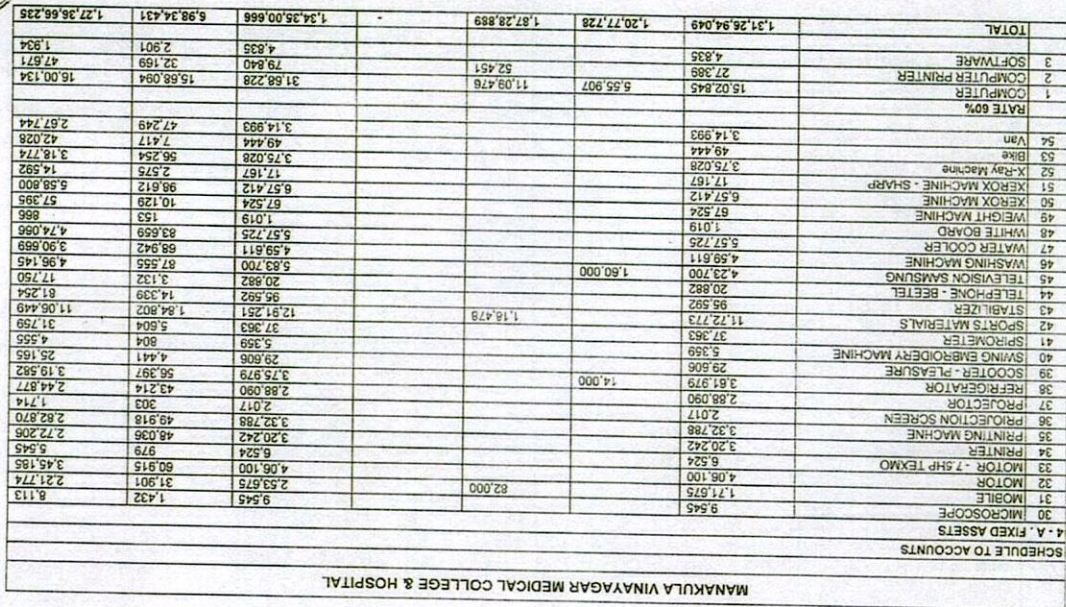 MANAKULA VINAYAGAR MEDICAL COLLEGE & HOSPITAL
SCHEDULE TO ACCOUNTS
4 - A . FIXED ASSETS
30 MICROSCOPE 9,545 9,545 1,432 8,113
31 MOBILE 1,71,675 82,000 2,53,675 31,901 2,21,774
32 MOTOR 4,06,100 4,06,100 60,915 3,45,185
33 MOTOR - 7.5HP TEXMO 6,524 6,524 979 5,545
34 PRINTER 3,20,242 3,20,242 48,036 2,72,206
35 PRINTING MACHINE 3,32,788 3,32,788 49,918 2,82,870
36 PROJECTION SCREEN 2,017 2,017 303 1,714
37 PROJECTOR 2,88,090 2,88,090 43,214 2,44,877
38 REFRIGERATOR 3,61,979 14,000 3,75,979 56,397 3,19,582
39 SCOOTER - PLEASURE 29,606 29,606 4,441 25,165
40 SWING EMBROIDERY MACHINE 5,359 5,359 804 4,555
41 SPIROMETER 37,363 37,363 5,604 31,759
42 SPORTS MATERIALS 11,72,773 1,18,478 12,91,251 1,84,802 11,06,449
43 STABILIZER 95,592 95,592 14,339 81,254
44 TELEPHONE - BEETEL 20,882 20,882 3,132 17,750
45 TELEVISION SAMSUNG 4,23,700 1,60,000 5,83,700 87,555 4,96,145
46 WASHING MACHINE 4,59,611 4,59,611 68,942 3,90,669
47 WATER COOLER 5,57,725 5,57,725 83,659 4,74,066
48 WHITE BOARD 1,019 1,019 153 866
49 WEIGHT MACHINE 67,524 67,524 10,129 57,395
50 XEROX MACHINE 6,57,412 6,57,412 98,612 5,58,800
51 XEROX MACHINE - SHARP 17,167 17,167 2,575 14,592
52 X-Ray Machine 3,75,028 3,75,028 56,254 3,18,774
53 Bike 49,444 49,444 7,417 42,028
54 Van 3,14,993 3,14,993 47,249 2,67,744
RATE 60%
1 COMPUTER 15,02,845 5,55,907 11,09,476 31,68,228 15,68,094 16,00,134
2 COMPUTER PRINTER 27,389 52,451 79,840 32,169 47,671
3 SOFTWARE 4,835 4,835 2,901 1,934
TOTAL 1,31,26,94,049 1,20,77,728 1,87,28,889 - 1,34,35,00,666 6,98,34,431 1,27,36,66,235